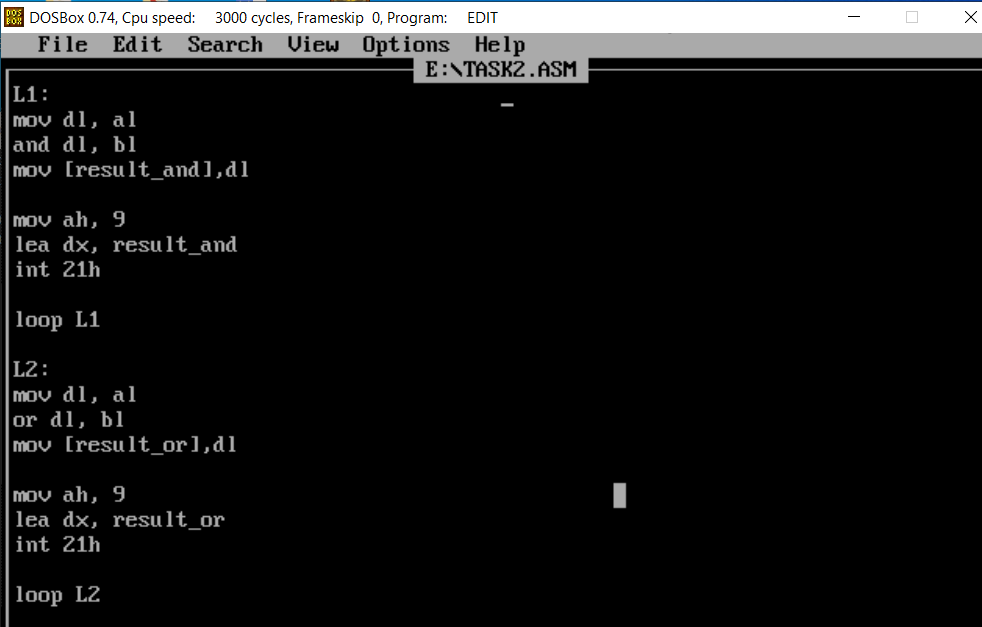 DOS BOX DOSBox 0.74, Cpu speed: 3000 cycles, Frameskip 0, Program: EDIT
File Edit Search View Options Help
E:\TASK2.ASM
L1:
mov dl, al
and dl, bl
mov [result_and],dl
mov ah, 9
lea dx, result_and
int 21h
loop L1
L2:
mov dl, al
or dl, bl
mov [result_or],dl
mov ah, 9
lea dx, result_or
int 21h
loop L2